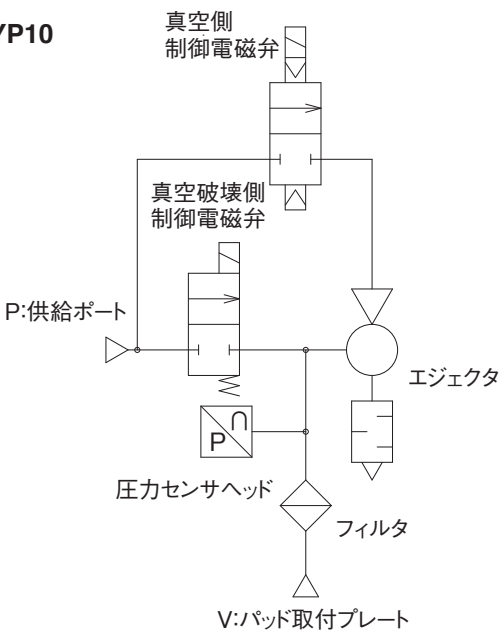 YP10
真空側
制御電磁弁
真空破壊側
制御電磁弁
P:供給ポート
エジェクタ
P
圧力センサヘッド
フィルタ
V:パッド取付プレート